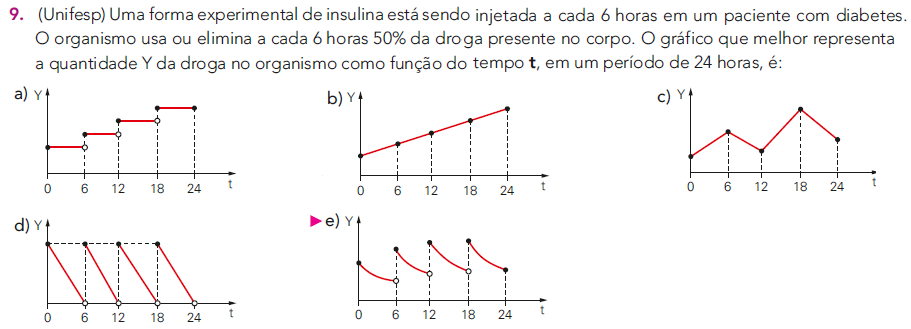 9. (Unifesp) Uma forma experimental de insulina está sendo injetada a cada 6 horas em um paciente com diabetes.
O organismo usa ou elimina a cada 6 horas 50% da droga presente no corpo. O gráfico que melhor representa
a quantidade Y da droga no organismo como função do tempo t, em um período de 24 horas, é:
a) Y
0 6 12 18 24 t
b) Y
0 6 12 18 24 t
c) Y
0 6 12 18 24 t
d) Y
0 6 12 18 24 t
e) Y
0 6 12 18 24 t